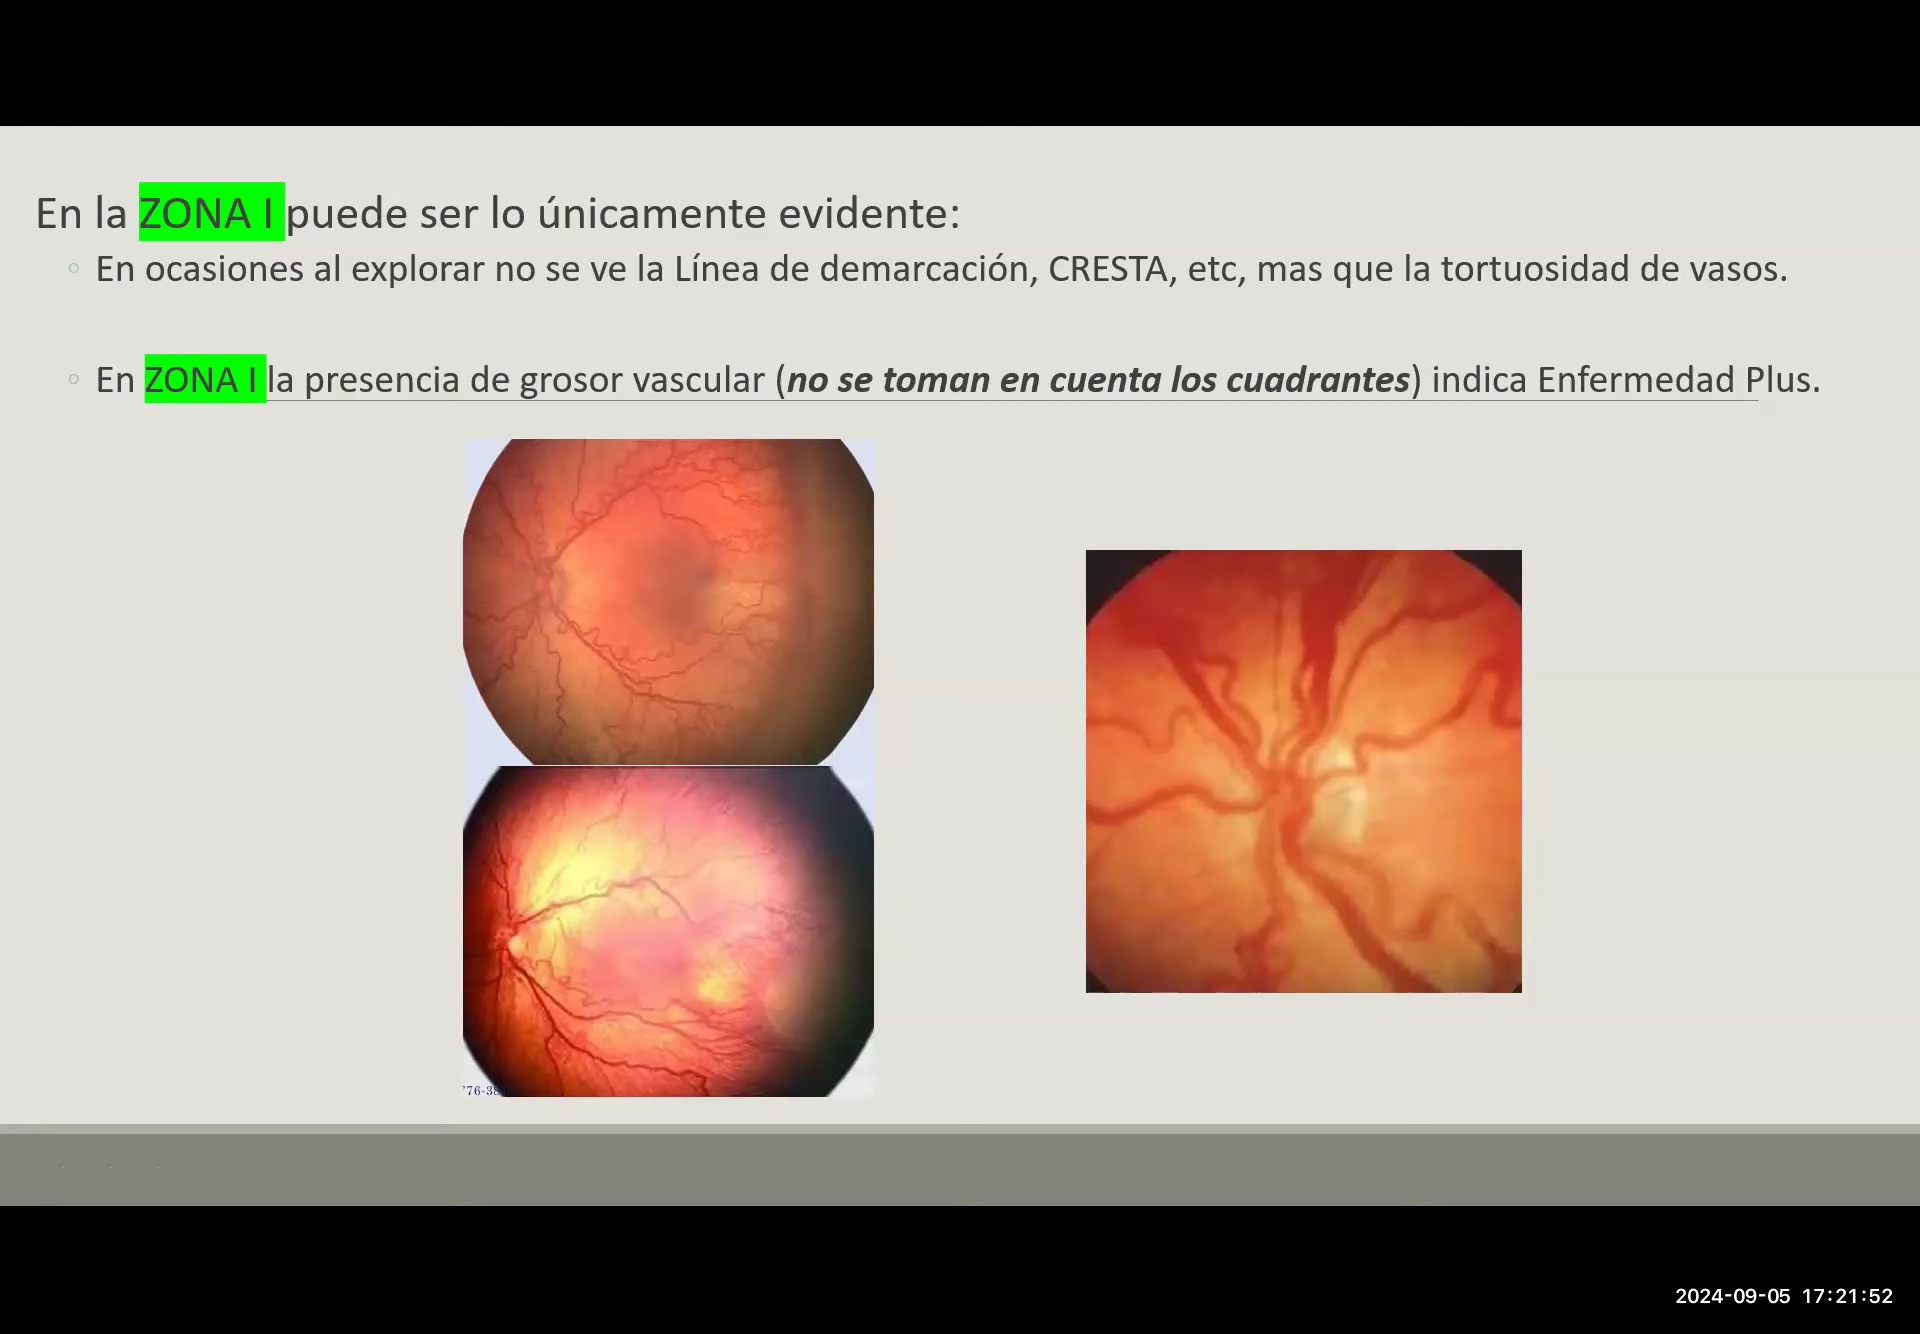 En la ZONA I puede ser lo únicamente evidente:
◦ En ocasiones al explorar no se ve la Línea de demarcación, CRESTA, etc, mas que la tortuosidad de vasos.
◦ En ZONA I la presencia de grosor vascular (no se toman en cuenta los cuadrantes) indica Enfermedad Plus.
2024-09-05 17:21:52